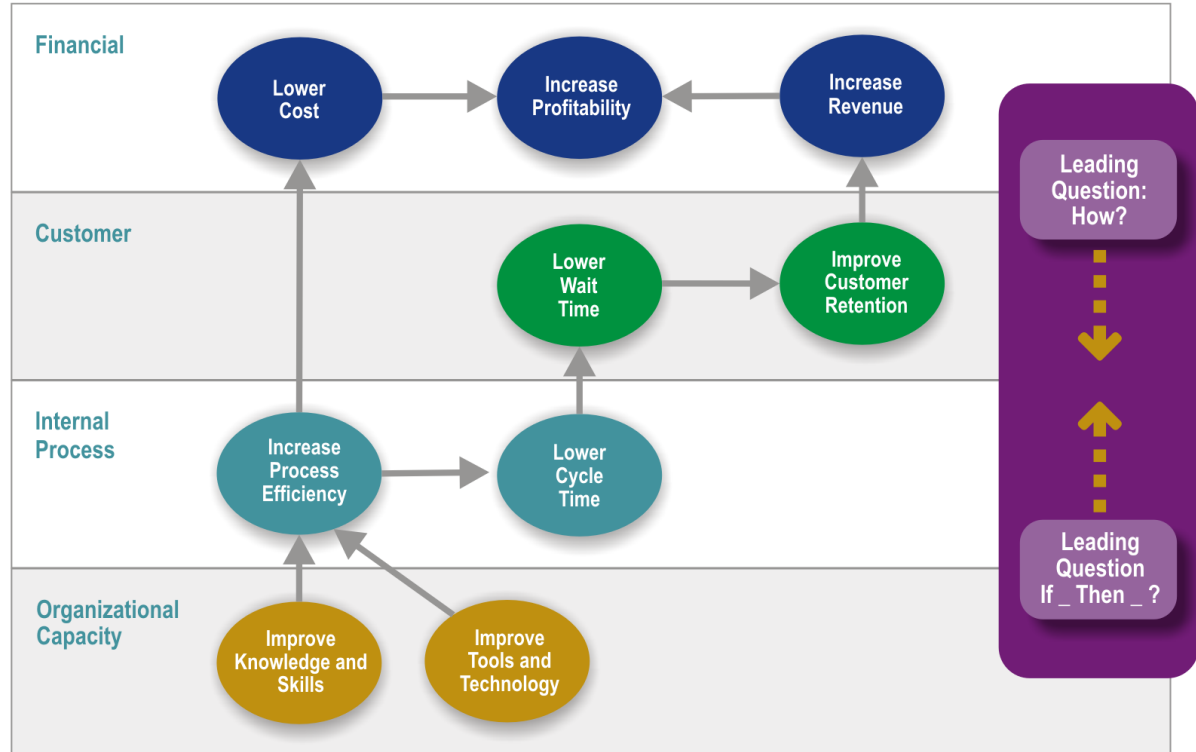 Financial
Lower
Cost
Increase
Profitability
Increase
Revenue
Leading
Question:
How?
Customer
Lower
Wait
Time
Improve
Customer
Retention
Internal
Process
Increase
Process
Efficiency
Lower
Cycle
Time
Leading
Question
If _ Then _ ?
Organizational
Capacity
Improve
Knowledge and
Skills
Improve
Tools and
Technology